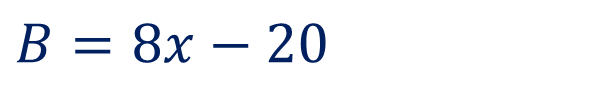 B = 8x − 20